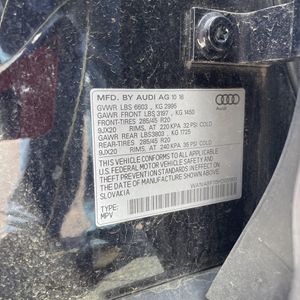 MFD. BY AUDI AG 10 16
GVWR LBS 6603 , KG 2995
GAWR FRONT LBS 3197 , KG 1450
FRONT-TIRES 285/45 R20
9JX20 RIMS, AT 220 KPA 32 PSI COLD
GAWR REAR LBS3803 , KG 1725
REAR-TIRES 285/45 R20
9JX20 RIMS, AT 240 KPA 35 PSI COLD
THIS VEHICLE CONFORMS TO ALL APPLICABLE
U.S. FEDERAL MOTOR VEHICLE SAFETY AND
THEFT PREVENTION STANDARDS IN EFFECT
ON THE DATE OF MANUFACTURE SHOWN ABOVE
SLOVAKIA
TYPE:
MPV
Audi